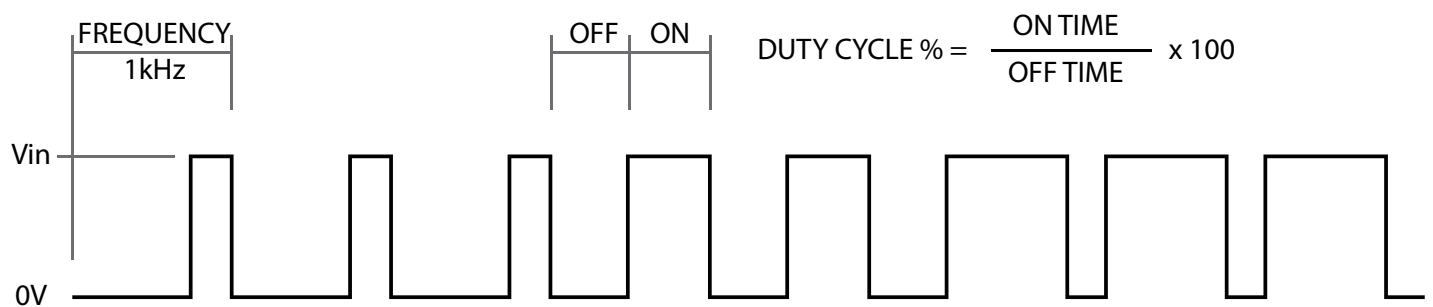 FREQUENCY
1kHz
OFF ON
DUTY CYCLE % = ON TIME
OFF TIME x 100
Vin
0V